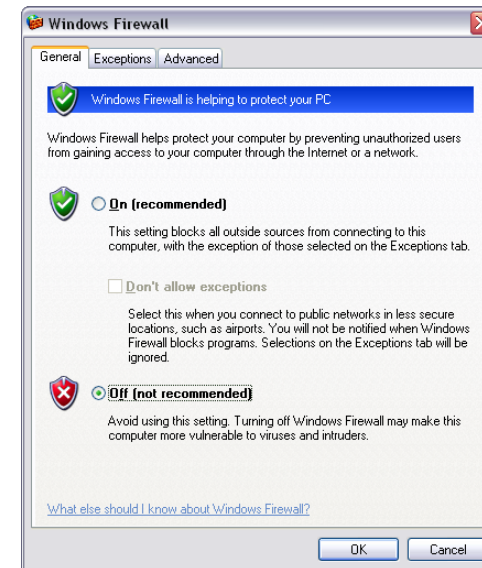 Windows Firewall
General Exceptions Advanced
Windows Firewall is helping to protect your PC
Windows Firewall helps protect your computer by preventing unauthorized users
from gaining access to your computer through the Internet or a network.
On (recommended)
This setting blocks all outside sources from connecting to this
computer, with the exception of those selected on the Exceptions tab.
Don't allow exceptions
Select this when you connect to public networks in less secure
locations, such as airports. You will not be notified when Windows
Firewall blocks programs. Selections on the Exceptions tab will be
ignored.
Off (not recommended)
Avoid using this setting. Turning off Windows Firewall may make this
computer more vulnerable to viruses and intruders.
What else should I know about Windows Firewall?
OK Cancel